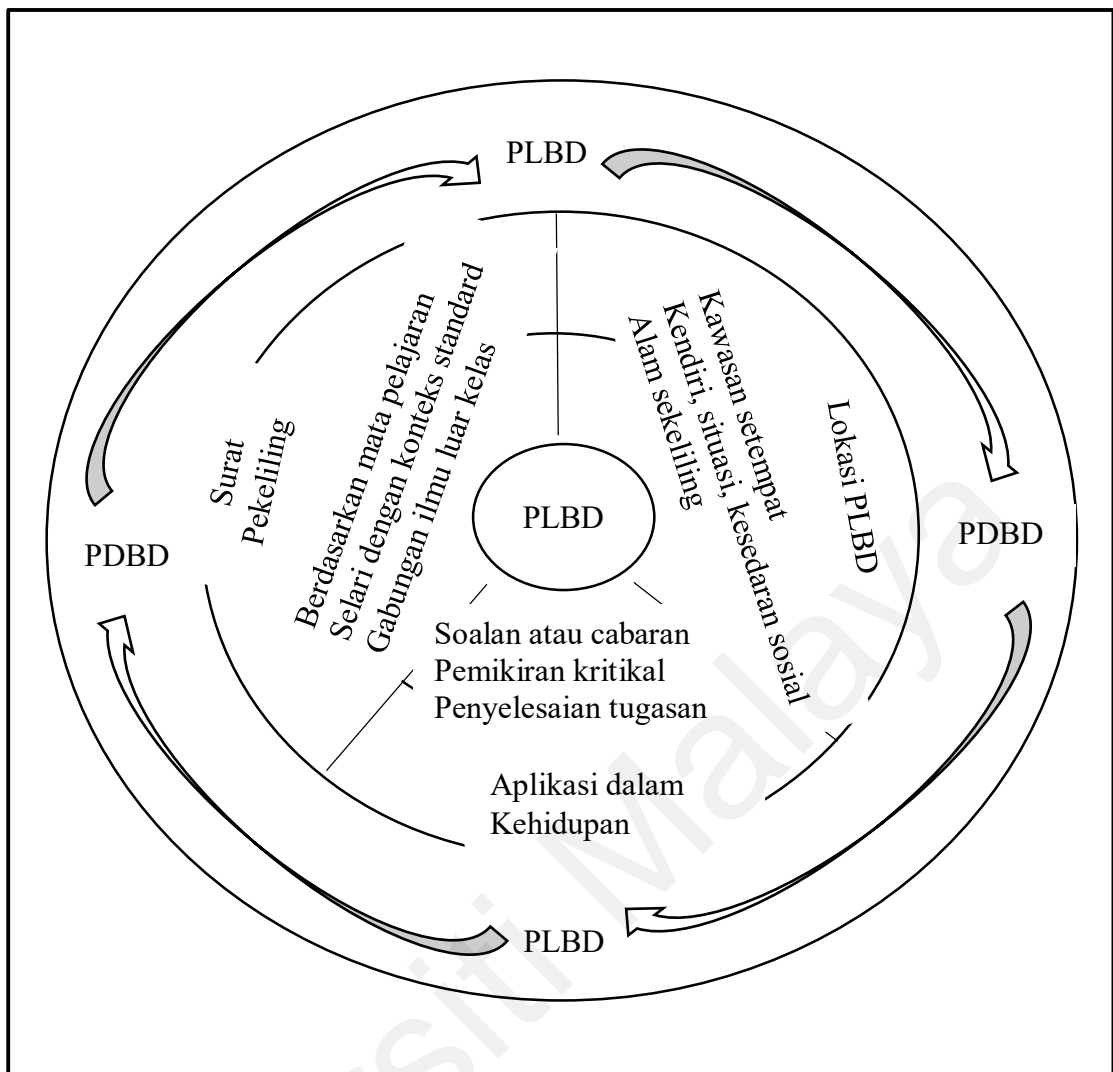 PLBD
Surat
Pekeliling
Berdasarkan mata pelajaran
Selari dengan konteks standard
Gabungan ilmu luar kelas
Kawasan setempat
Kendiri, situasi, kesedaran sosial
Alam sekeliling
Lokasi PLBD
PDBD
PLBD
PDBD
Soalan atau cabaran
Pemikiran kritikal
Penyelesaian tugasan
Aplikasi dalam
Kehidupan
PLBD
rsiti Malaya